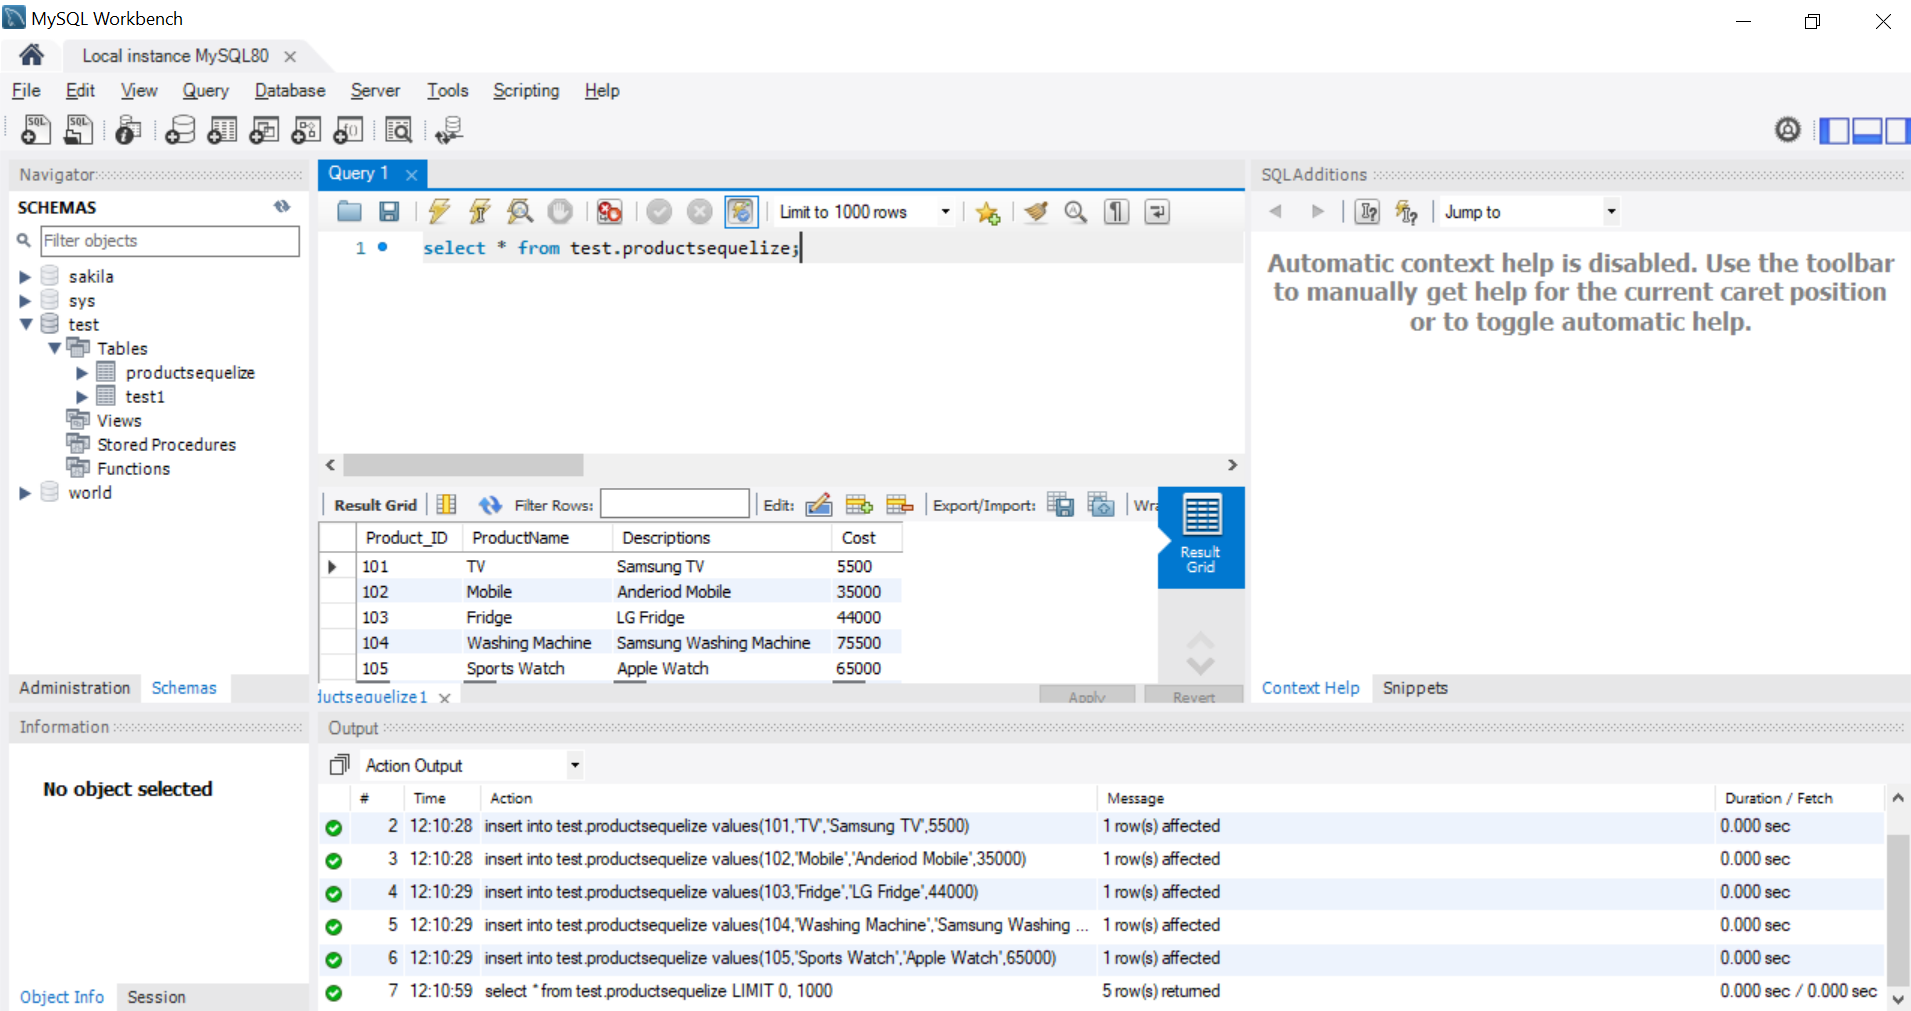 MySQL Workbench
Local instance MySQL80
File Edit View Query Database Server Tools Scripting Help
Navigator
SCHEMAS
Filter objects
sakila
sys
test
Tables
productsequelize
test1
Views
Stored Procedures
Functions
world
Administration Schemas
Information
No object selected
Object Info Session
Query 1
Limit to 1000 rows
1 select * from test.productsequelize;
Result Grid Filter Rows: Edit: Export/Import: Wra
Product_ID ProductName Descriptions Cost
101 TV Samsung TV 5500
102 Mobile Anderiod Mobile 35000
103 Fridge LG Fridge 44000
104 Washing Machine Samsung Washing Machine 75500
105 Sports Watch Apple Watch 65000
Result
Grid
ductsequelize1 Apply Revert
SQLAdditions
Jump to
Automatic context help is disabled. Use the toolbar
to manually get help for the current caret position
or to toggle automatic help.
Context Help Snippets
Output
Action Output
# Time Action Message Duration / Fetch
2 12:10:28 insert into test.productsequelize values(101,'TV','Samsung TV',5500) 1 row(s) affected 0.000 sec
3 12:10:28 insert into test.productsequelize values(102,'Mobile','Anderiod Mobile',35000) 1 row(s) affected 0.000 sec
4 12:10:29 insert into test.productsequelize values(103,'Fridge','LG Fridge',44000) 1 row(s) affected 0.000 sec
5 12:10:29 insert into test.productsequelize values(104,'Washing Machine','Samsung Washing ... 1 row(s) affected 0.000 sec
6 12:10:29 insert into test.productsequelize values(105,'Sports Watch','Apple Watch',65000) 1 row(s) affected 0.000 sec
7 12:10:59 select * from test.productsequelize LIMIT 0, 1000 5 row(s) returned 0.000 sec / 0.000 sec